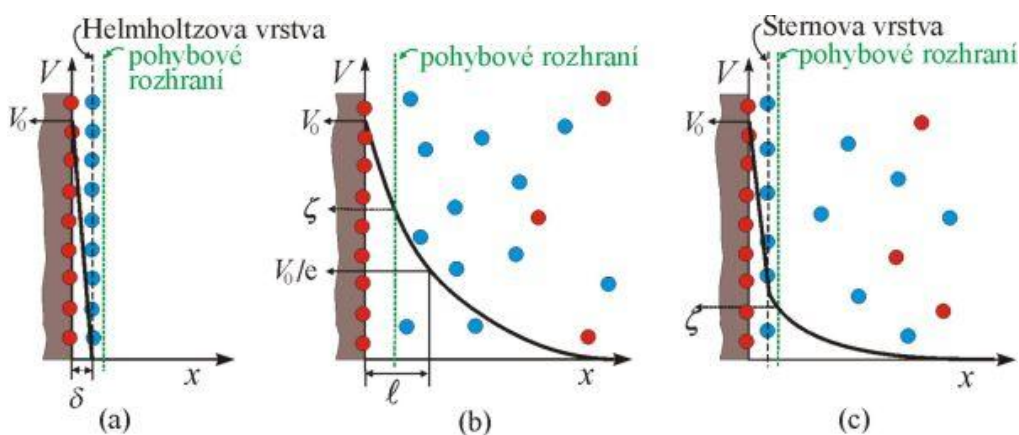 Helmholtzova vrstva
pohybové
rozhraní
V
V₀
x
δ
(a)
pohybové rozhraní
V
V₀
ζ
V₀/e
x
ℓ
(b)
Sternova vrstva
pohybové rozhraní
V
V₀
ζ
x
(c)